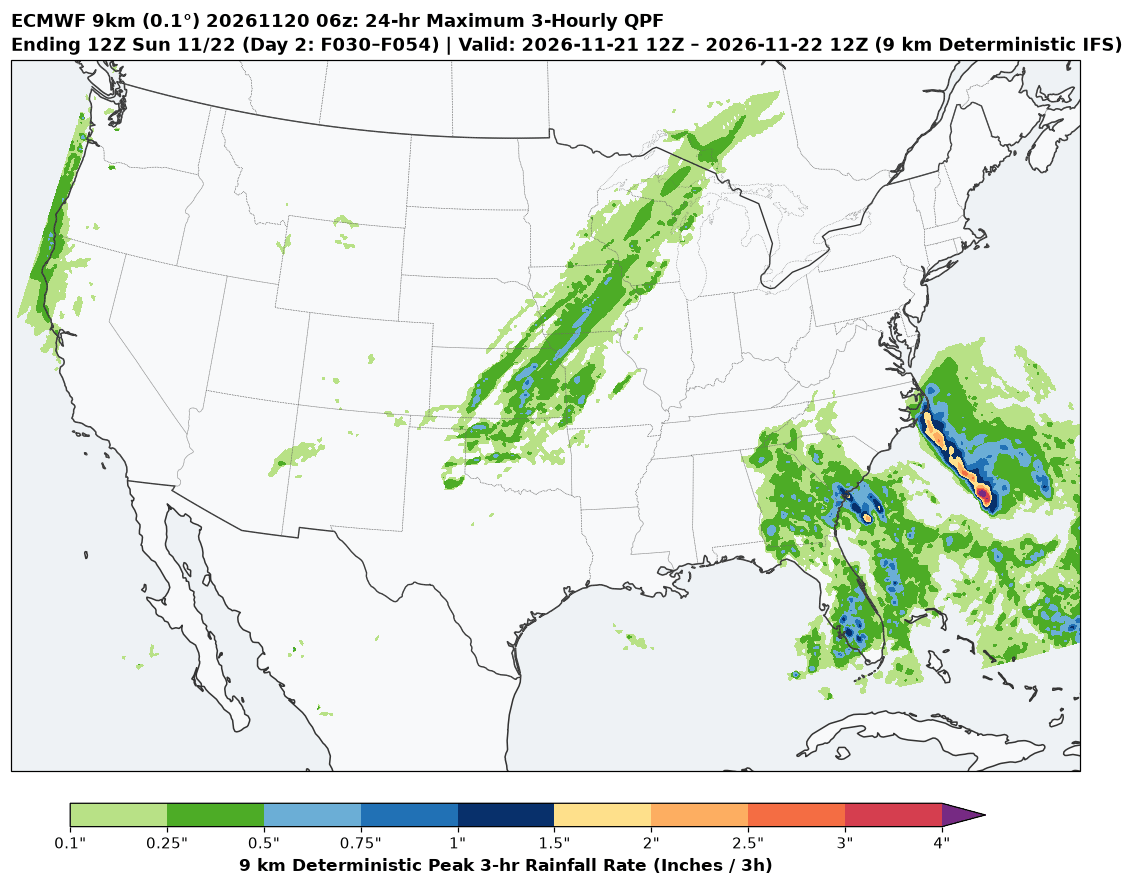 ECMWF 9km (0.1°) 20261120 06z: 24-hr Maximum 3-Hourly QPF
Ending 12Z Sun 11/22 (Day 2: F030–F054) | Valid: 2026-11-21 12Z – 2026-11-22 12Z (9 km Deterministic IFS)
0.1" 0.25" 0.5" 0.75" 1" 1.5" 2" 2.5" 3" 4"
9 km Deterministic Peak 3-hr Rainfall Rate (Inches / 3h)